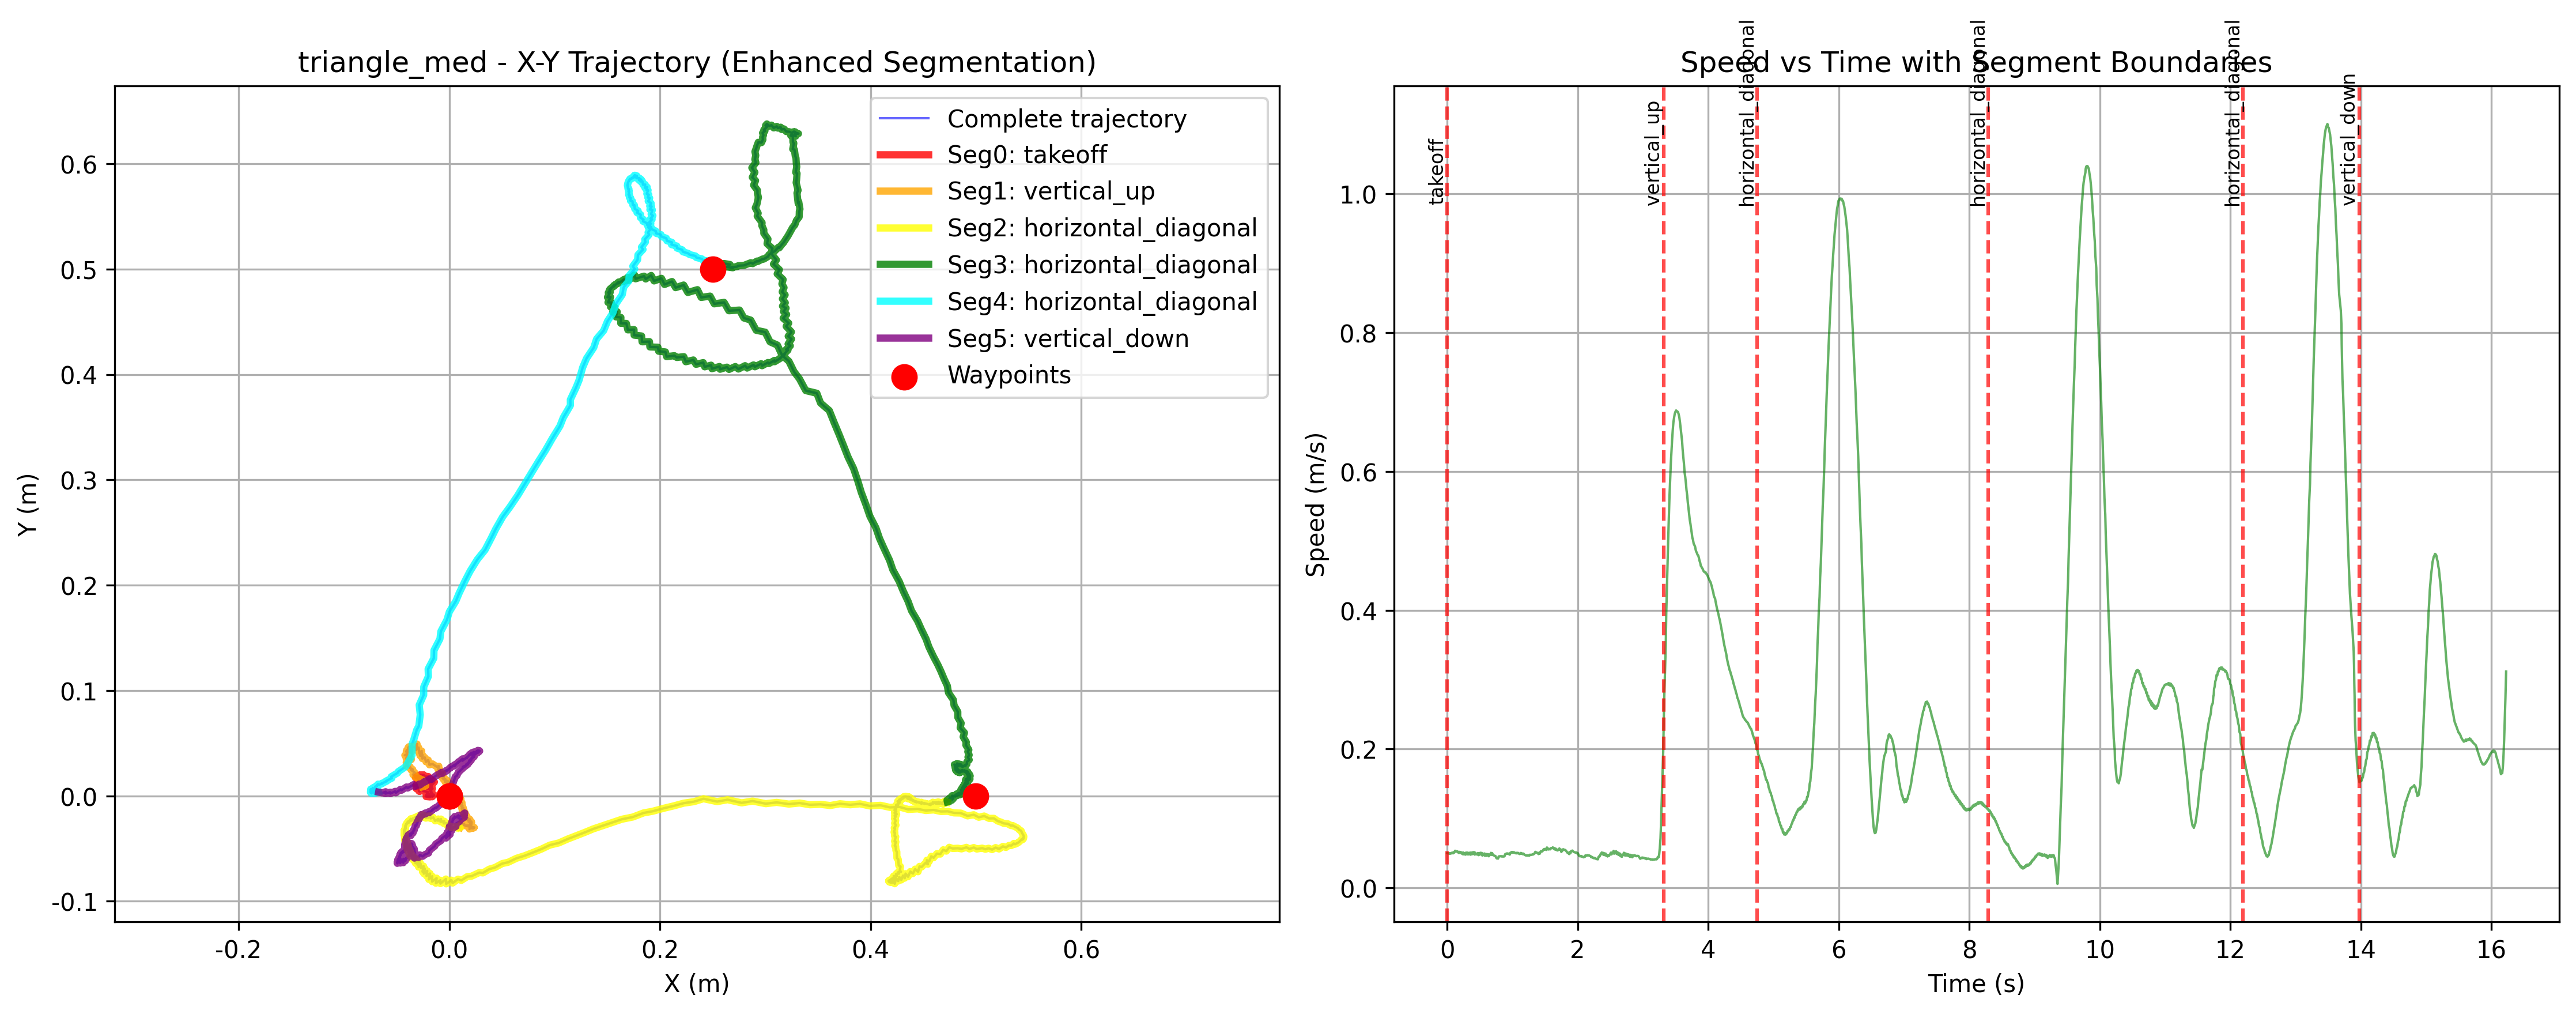 triangle_med - X-Y Trajectory (Enhanced Segmentation)
Complete trajectory
Seg0: takeoff
Seg1: vertical_up
Seg2: horizontal_diagonal
Seg3: horizontal_diagonal
Seg4: horizontal_diagonal
Seg5: vertical_down
Waypoints
Y (m)
0.6
0.5
0.4
0.3
0.2
0.1
0.0
-0.1
-0.2
0.0
0.2
0.4
0.6
X (m)
Speed vs Time with Segment Boundaries
takeoff
vertical_up
horizontal_diagonal
horizontal_diagonal
horizontal_diagonal
vertical_down
Speed (m/s)
1.0
0.8
0.6
0.4
0.2
0.0
0
2
4
6
8
10
12
14
16
Time (s)